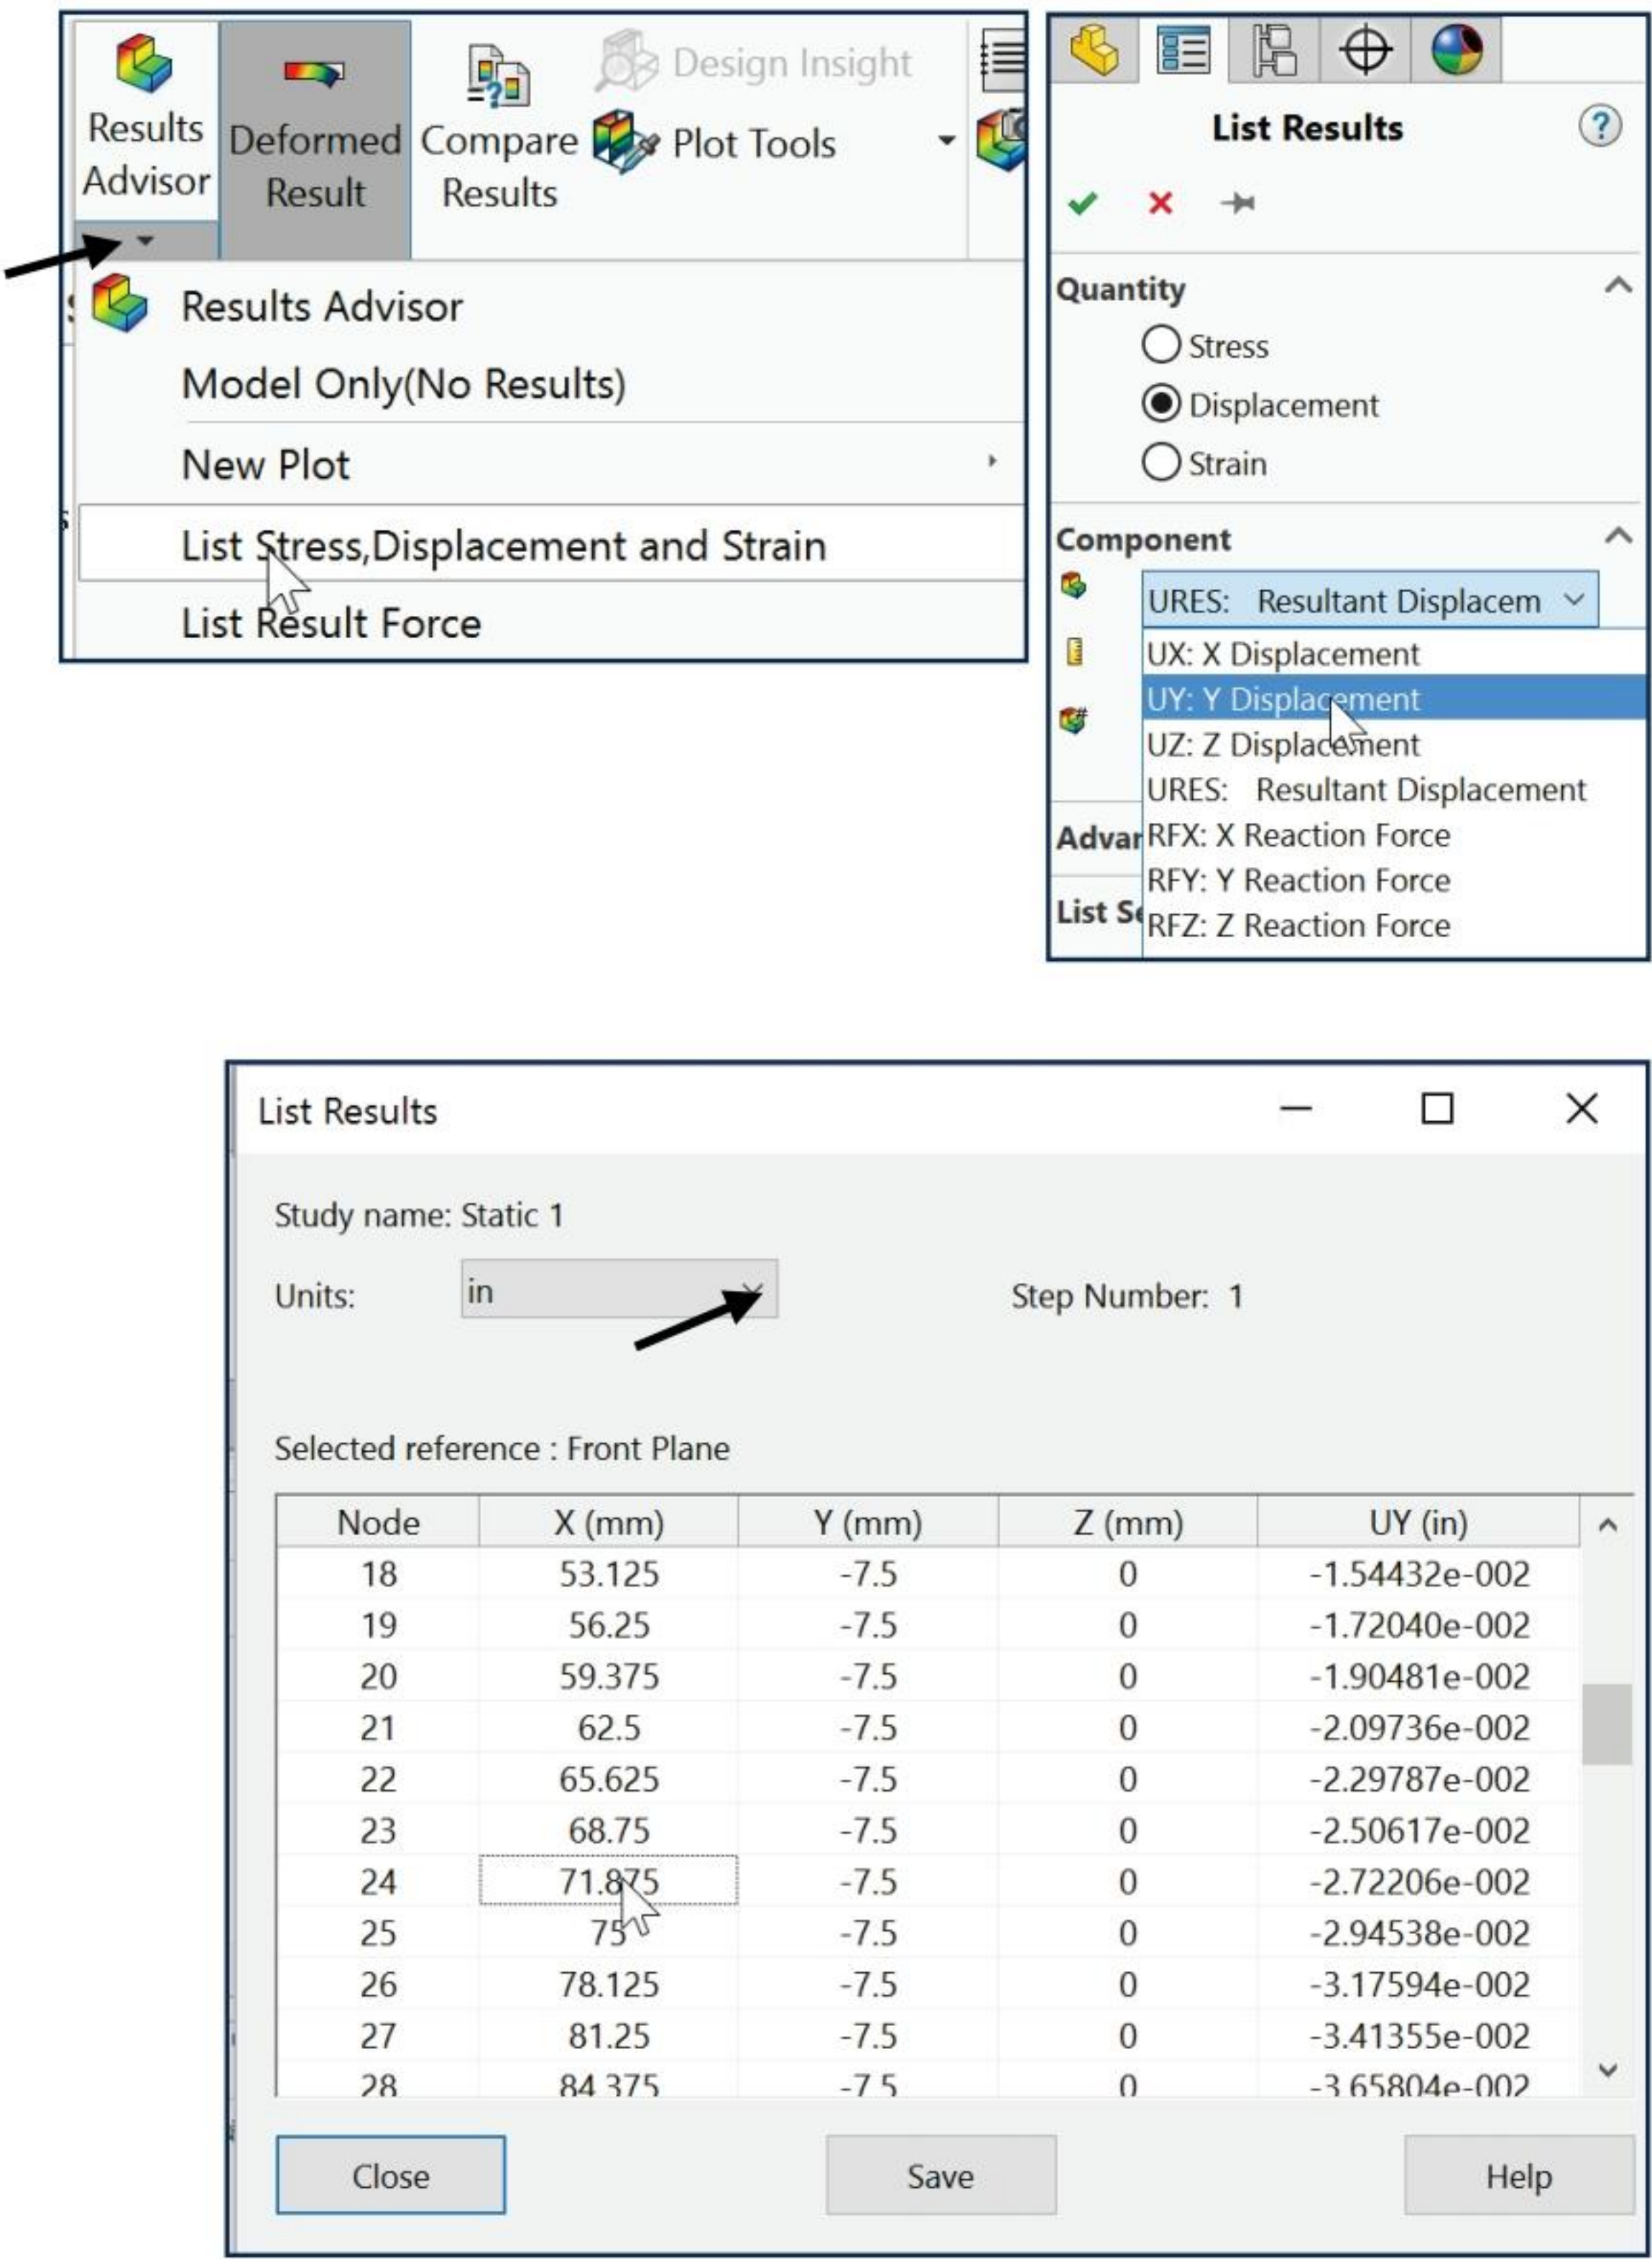 Results Advisor
Deformed Result
Compare Results
Design Insight
Plot Tools
Results Advisor
Model Only(No Results)
New Plot
List Stress,Displacement and Strain
List Result Force
List Results
?
Quantity
Stress
Displacement
Strain
Component
URES: Resultant Displacem
UX: X Displacement
UY: Y Displacement
UZ: Z Displacement
URES: Resultant Displacement
RFX: X Reaction Force
RFY: Y Reaction Force
RFZ: Z Reaction Force
Advar
List Se
List Results
Study name: Static 1
Units: in Step Number: 1
Selected reference : Front Plane
Node X (mm) Y (mm) Z (mm) UY (in)
18 53.125 -7.5 0 -1.54432e-002
19 56.25 -7.5 0 -1.72040e-002
20 59.375 -7.5 0 -1.90481e-002
21 62.5 -7.5 0 -2.09736e-002
22 65.625 -7.5 0 -2.29787e-002
23 68.75 -7.5 0 -2.50617e-002
24 71.875 -7.5 0 -2.72206e-002
25 75 -7.5 0 -2.94538e-002
26 78.125 -7.5 0 -3.17594e-002
27 81.25 -7.5 0 -3.41355e-002
28 84.375 -7.5 0 -3.65804e-002
Close Save Help